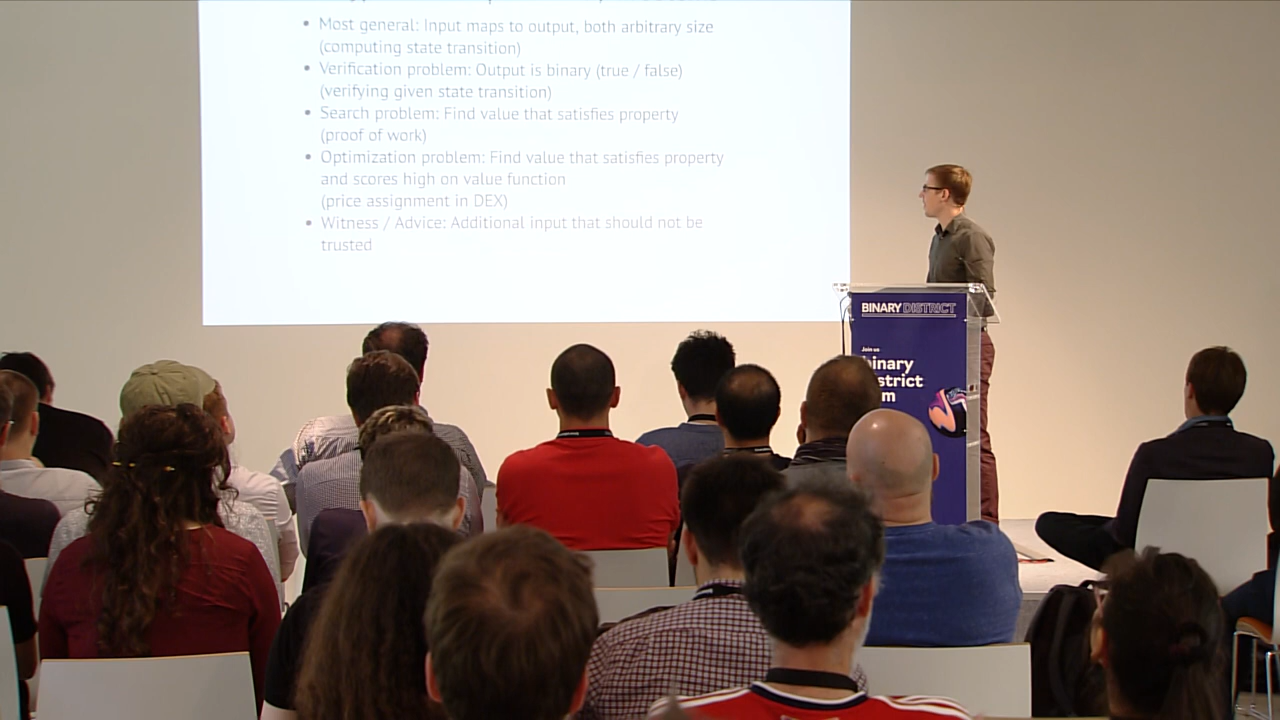 • Most general: Input maps to output, both arbitrary size
(computing state transition)
• Verification problem: Output is binary (true / false)
(verifying given state transition)
• Search problem: Find value that satisfies property
(proof of work)
• Optimization problem: Find value that satisfies property
and scores high on value function
(price assignment in DEX)
• Witness / Advice: Additional input that should not be
trusted
BINARY DISTRICT
Join us
binary